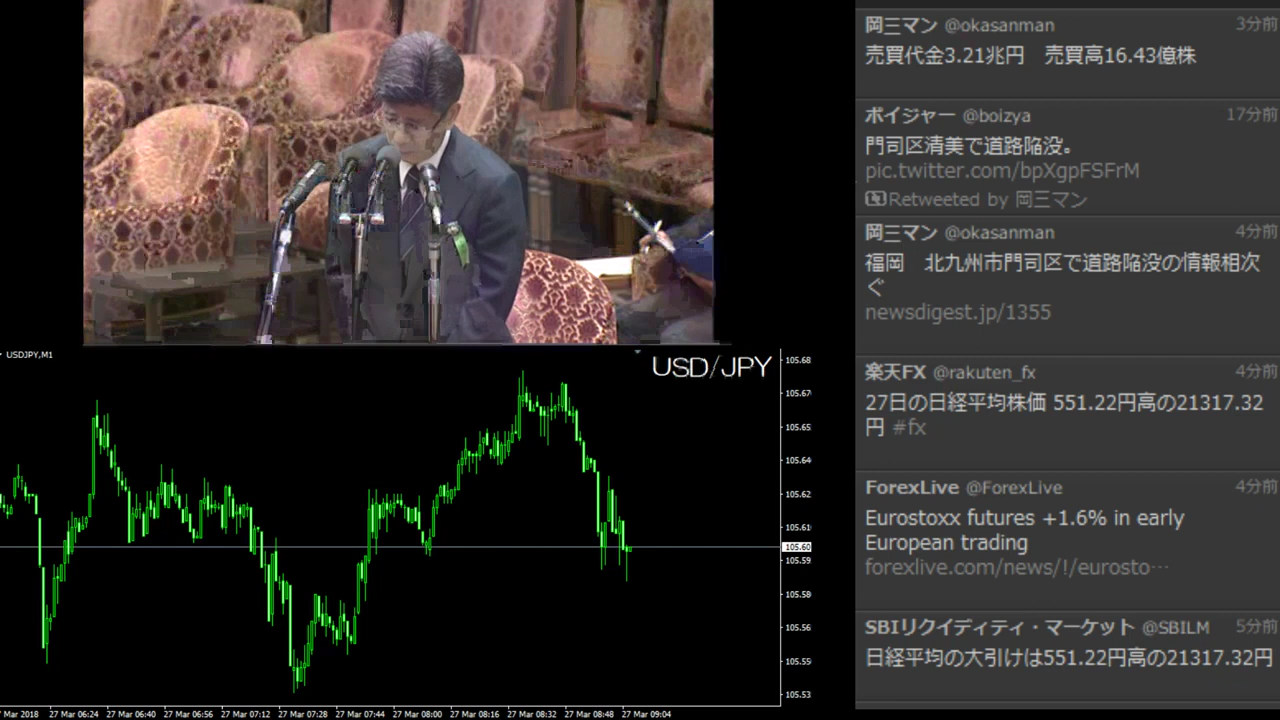 USDJPY,M1
USD/JPY
105.68
105.67
105.65
105.64
105.62
105.61
105.60
105.59
105.58
105.56
105.55
105.53
Mar 2018
27 Mar 06:24
27 Mar 06:40
27 Mar 06:56
27 Mar 07:12
27 Mar 07:28
27 Mar 07:44
27 Mar 08:00
27 Mar 08:16
27 Mar 08:32
27 Mar 08:48
27 Mar 09:04
岡三マン @okasanman 3分前
売買代金3.21兆円　売買高16.43億株
ボイジャー @boizya 17分前
門司区清美で道路陥没。
pic.twitter.com/bpXgpFSFrM
Retweeted by 岡三マン
岡三マン @okasanman 4分前
福岡　北九州市門司区で道路陥没の情報相次
ぐ
newsdigest.jp/1355
楽天FX @rakuten_fx 4分前
27日の日経平均株価 551.22円高の21317.32
円 #fx
ForexLive @ForexLive 4分前
Eurostoxx futures +1.6% in early
European trading
forexlive.com/news/!/eurosto…
SBIリクイディティ・マーケット @SBILM 5分前
日経平均の大引けは551.22円高の21317.32円